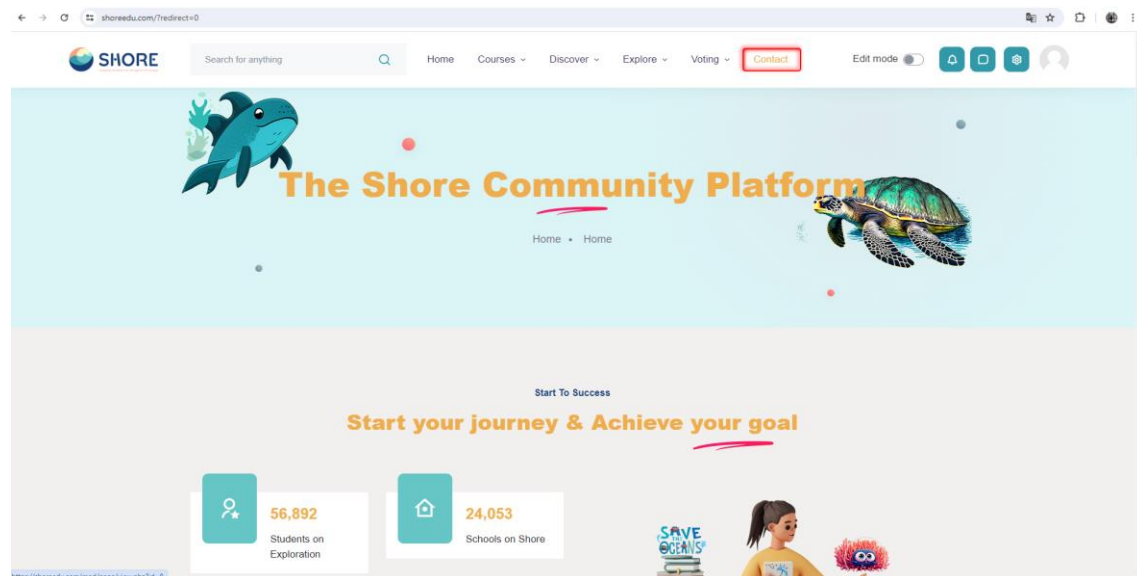 shoreedu.com/?redirect=0
SHORE
Search for anything
Home Courses Discover Explore Voting Contact
Edit mode
The Shore Community Platform
Home • Home
Start To Success
Start your journey & Achieve your goal
56,892
Students on
Exploration
24,053
Schools on Shore
SAVE
THE
OCEANS